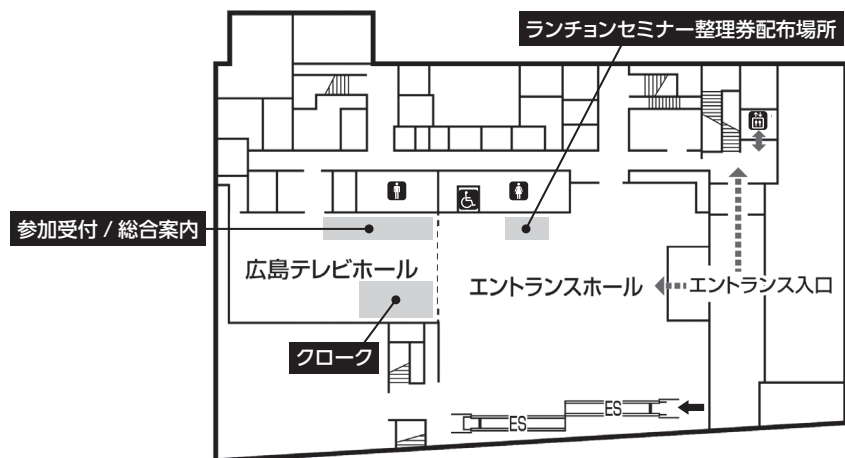 ランチョンセミナー整理券配布場所
参加受付 / 総合案内
広島テレビホール
エントランスホール
エントランス入口
クローク
ES
ES